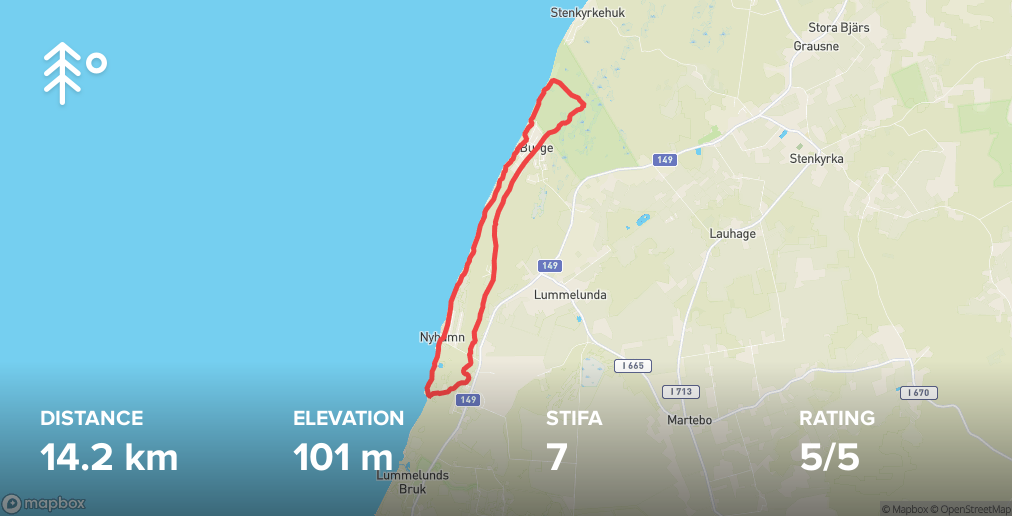 Stenkyrkehuk
Stora Bjärs
Grausne
Burge
149
Stenkyrka
Lauhage
149
Lummelunda
Nyhamn
I 665
I 713
I 670
149
Martebo
DISTANCE
14.2 km
ELEVATION
101 m
STIFA
7
RATING
5/5
Lummelunds
Bruk
mapbox
© Mapbox © OpenStreetMap